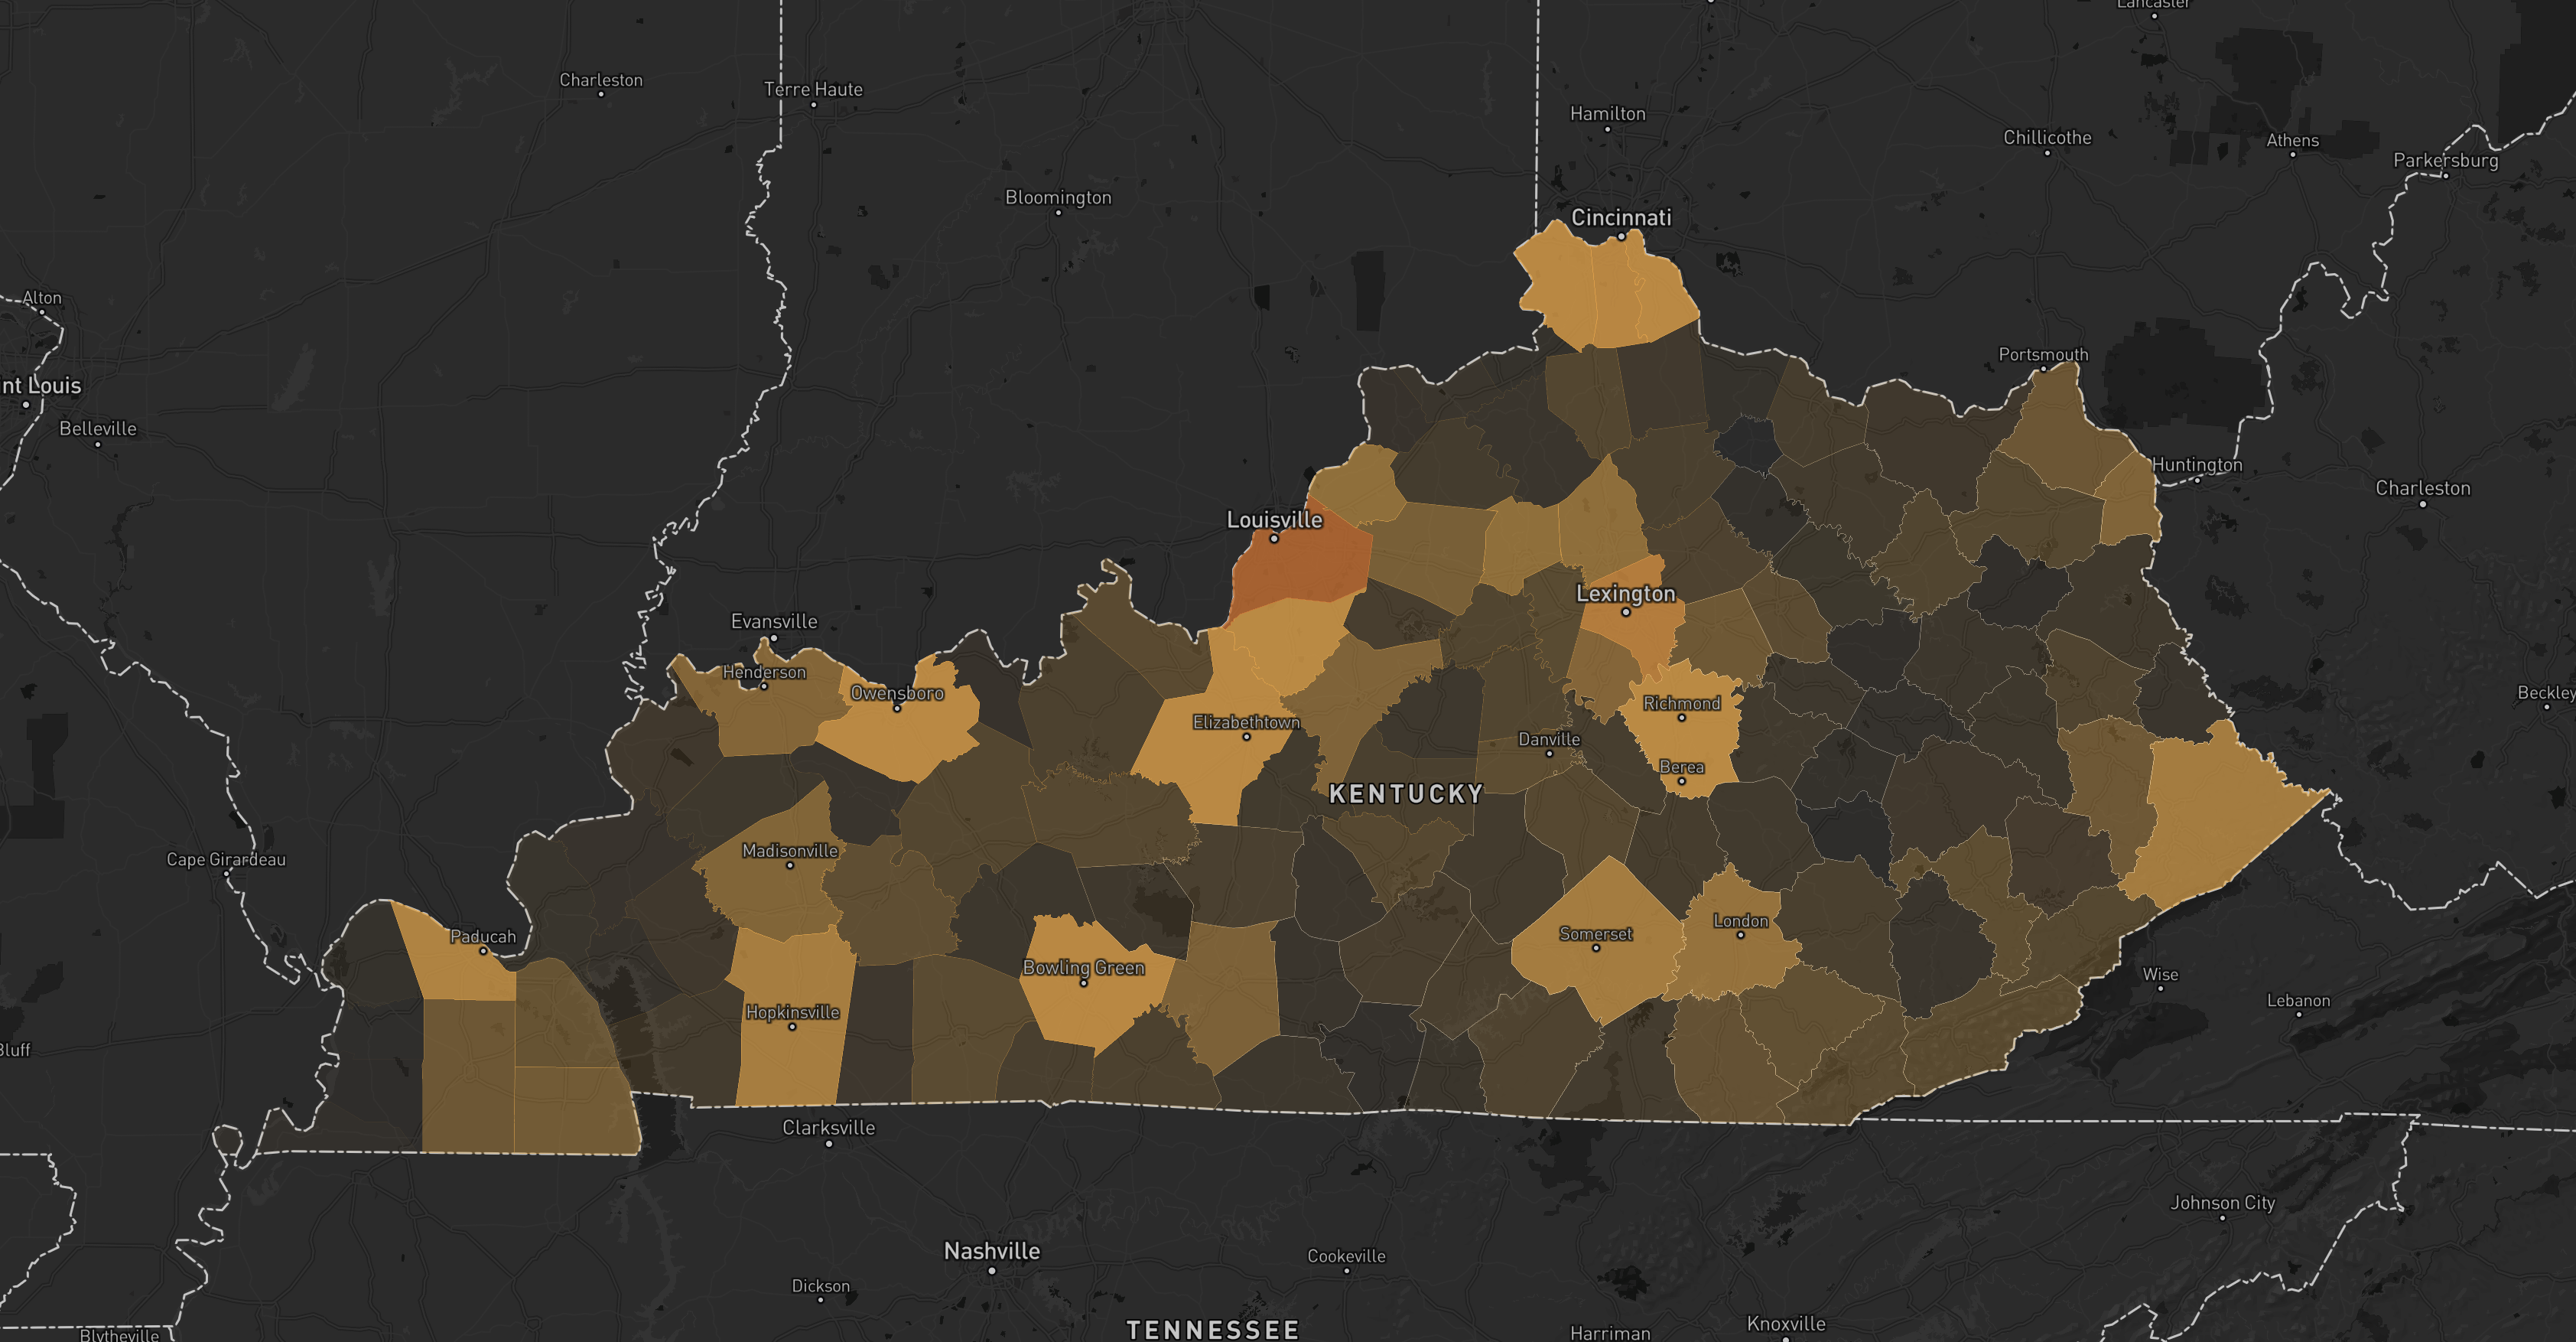 Lancaster
Charleston
Terre Haute
Hamilton
Chillicothe
Athens
Parkersburg
Bloomington
Cincinnati
Alton
Portsmouth
int Louis
Belleville
Huntington
Charleston
Louisville
Lexington
Evansville
Henderson
Owensboro
Richmond
Beckley
Elizabethtown
Danville
Berea
KENTUCKY
Madisonville
Cape Girardeau
London
Somerset
Paducah
Bowling Green
Wise
Lebanon
Hopkinsville
Bluff
Clarksville
Johnson City
Nashville
Cookeville
Dickson
Knoxville
TENNESSEE
Harriman
Blytheville